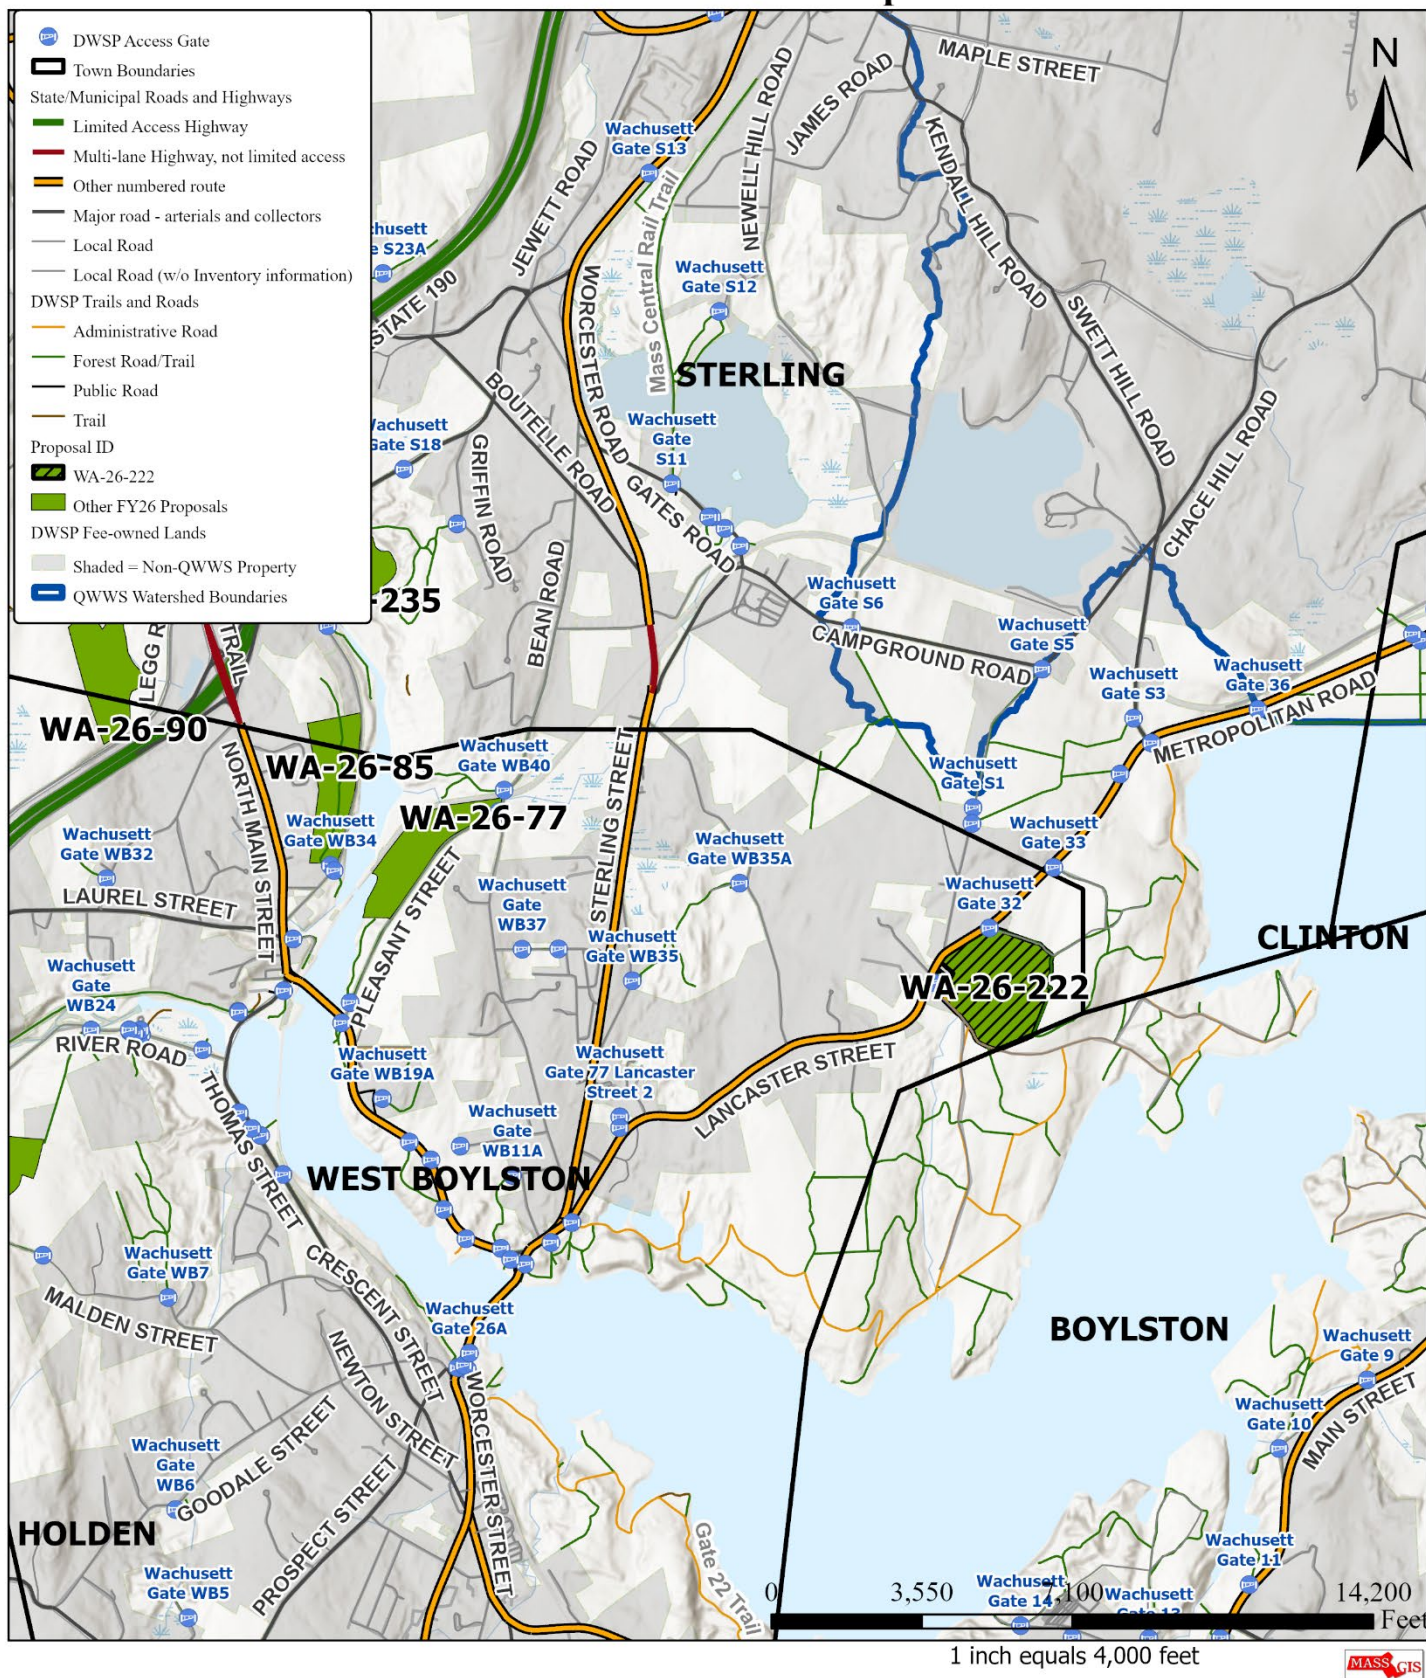 DWSP Access Gate
Town Boundaries
State/Municipal Roads and Highways
Limited Access Highway
Multi-lane Highway, not limited access
Other numbered route
Major road - arterials and collectors
Local Road
Local Road (w/o Inventory information)
DWSP Trails and Roads
Administrative Road
Forest Road/Trail
Public Road
Trail
Proposal ID
WA-26-222
Other FY26 Proposals
DWSP Fee-owned Lands
Shaded = Non-QWWS Property
QWWS Watershed Boundaries
N
MAPLE STREET
JAMES ROAD
NEWELL HILL ROAD
KENDALL HILL ROAD
Wachusett
Gate S13
JEWETT ROAD
Mass Central Rail Trail
WORCESTER ROAD
Wachusett
Gate S12
STERLING
SWETT HILL ROAD
CHACE HILL ROAD
BOUTELLE ROAD
Wachusett
Gate
S11
GATES ROAD
GRIFFIN ROAD
BEAN ROAD
Gate S18
-235
190
Wachusett
Gate S6
CAMPGROUND ROAD
Wachusett
Gate S5
Wachusett
Gate S3
Wachusett
Gate 36
METROPOLITAN ROAD
TRAIL
WA-26-90
WA-26-85
NORTH MAIN STREET
Wachusett
Gate WB40
WA-26-77
STERLING STREET
Wachusett
Gate S1
Wachusett
Gate 33
Wachusett
Gate WB32
Wachusett
Gate WB34
LAUREL STREET
PLEASANT STREET
Wachusett
Gate
WB37
Wachusett
Gate WB35A
Wachusett
Gate WB35
Wachusett
Gate 32
WA-26-222
CLINTON
Wachusett
Gate
WB24
RIVER ROAD
THOMAS STREET
Wachusett
Gate WB19A
Wachusett
Gate 77 Lancaster
Street 2
LANCASTER STREET
Wachusett
Gate
WB11A
WEST BOYLSTON
Wachusett
Gate WB7
MALDEN STREET
CRESCENT STREET
Wachusett
Gate 26A
NEWTON STREET
WORCESTER STREET
BOYLSTON
Wachusett
Gate 9
MAIN STREET
Wachusett
Gate 10
Wachusett
Gate
WB6
GOODALE STREET
PROSPECT STREET
HOLDEN
Wachusett
Gate WB5
Gate 22 Trail
Wachusett
Gate 11
Wachusett
Gate 14
Wachusett
Gate 13
0 3,550 7,100 14,200
Feet
1 inch equals 4,000 feet
MASS GIS